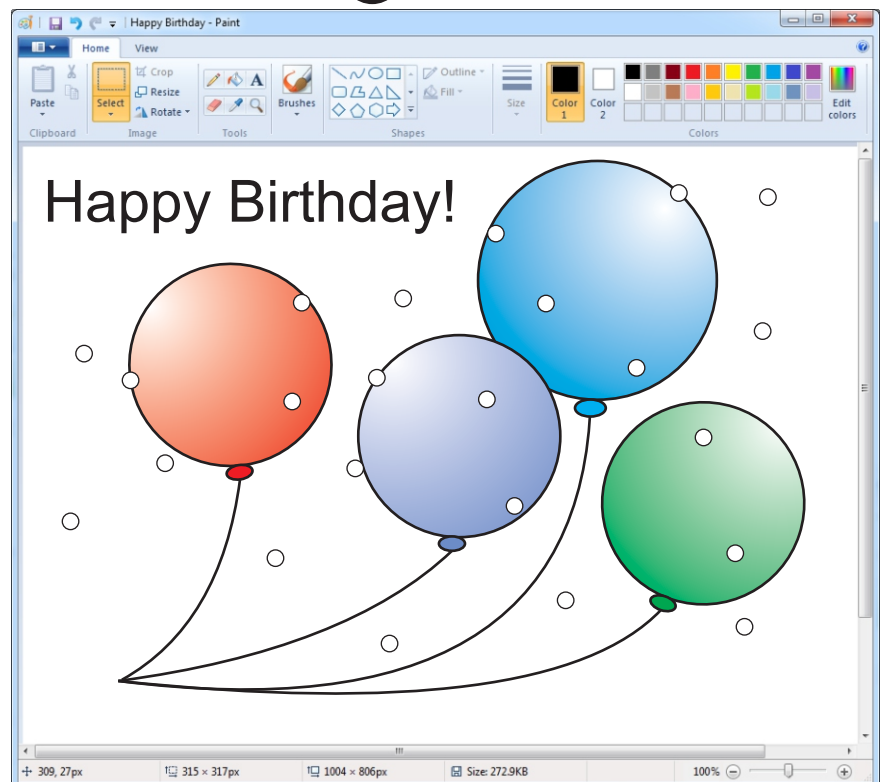 Happy Birthday - Paint
Home View
Paste
Select
Crop
Resize
Rotate
A
Brushes
Outline
Fill
Size
Color 1
Color 2
Edit colors
Clipboard
Image
Tools
Shapes
Colors
Happy Birthday!
309, 27px
315 × 317px
1004 × 806px
Size: 272.9KB
100%